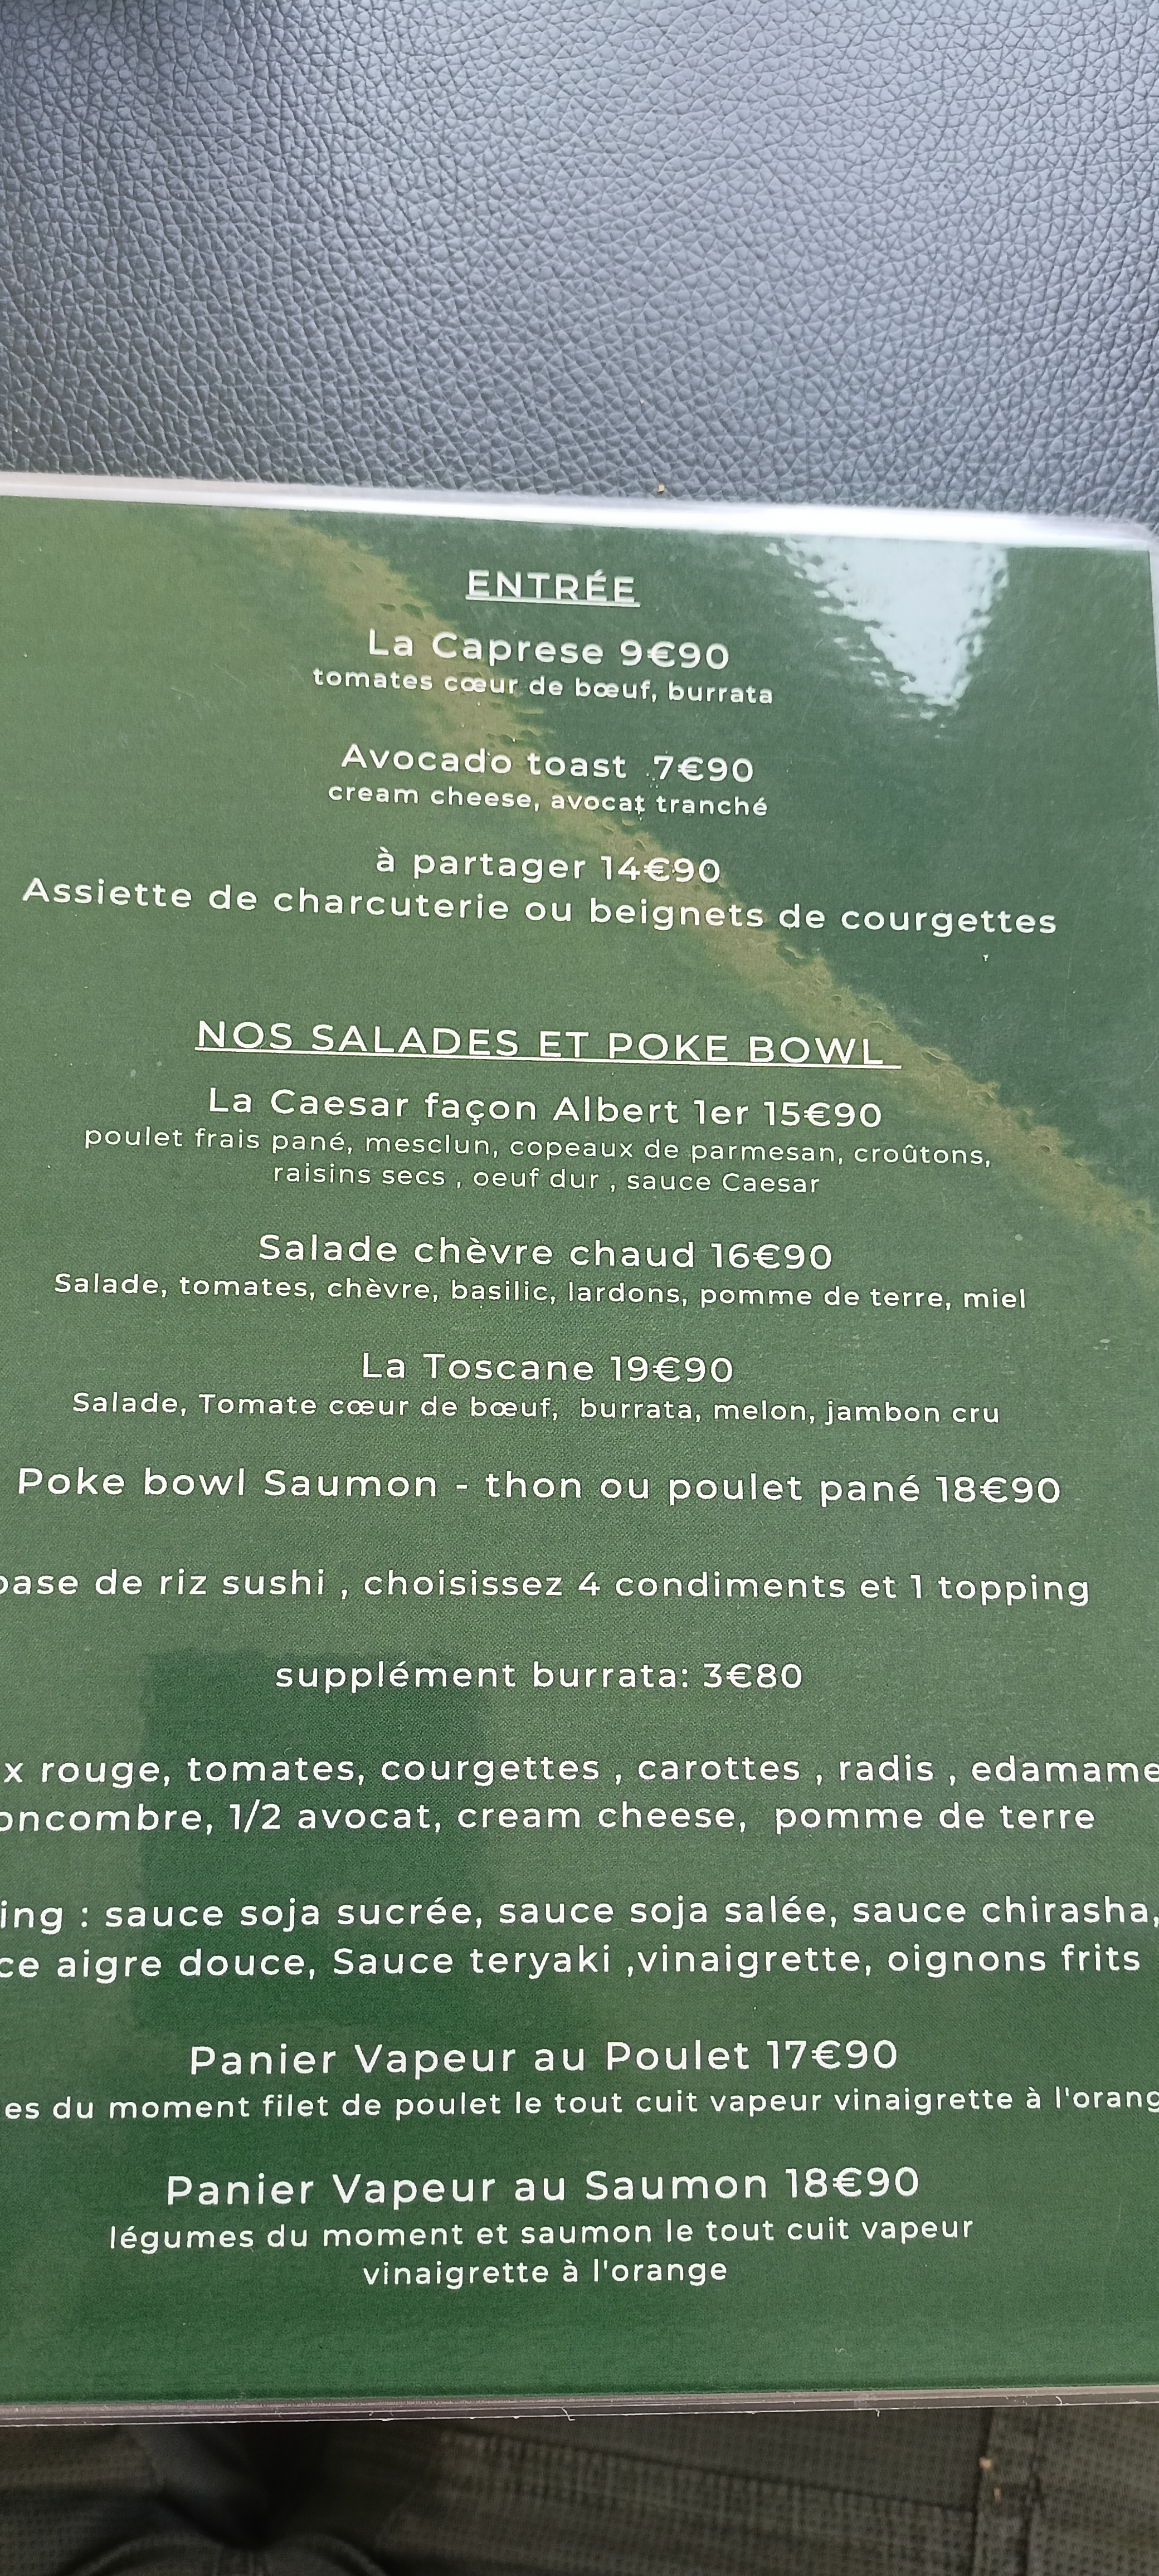 ENTRÉE
La Caprese 9€90
tomates cœur de bœuf, burrata
Avocado toast 7€90
cream cheese, avocat tranché
à partager 14€90
Assiette de charcuterie ou beignets de courgettes
NOS SALADES ET POKE BOWL
La Caesar façon Albert 1er 15€90
poulet frais pané, mesclun, copeaux de parmesan, croûtons,
raisins secs , oeuf dur , sauce Caesar
Salade chèvre chaud 16€90
Salade, tomates, chèvre, basilic, lardons, pomme de terre, miel
La Toscane 19€90
Salade, Tomate cœur de bœuf, burrata, melon, jambon cru
Poke bowl Saumon - thon ou poulet pané 18€90
base de riz sushi , choisissez 4 condiments et 1 topping
supplément burrata: 3€80
x rouge, tomates, courgettes , carottes , radis , edamame
oncombre, 1/2 avocat, cream cheese, pomme de terre
ing : sauce soja sucrée, sauce soja salée, sauce chirasha,
ce aigre douce, Sauce teryaki ,vinaigrette, oignons frits
Panier Vapeur au Poulet 17€90
es du moment filet de poulet le tout cuit vapeur vinaigrette à l'orang
Panier Vapeur au Saumon 18€90
légumes du moment et saumon le tout cuit vapeur
vinaigrette à l'orange